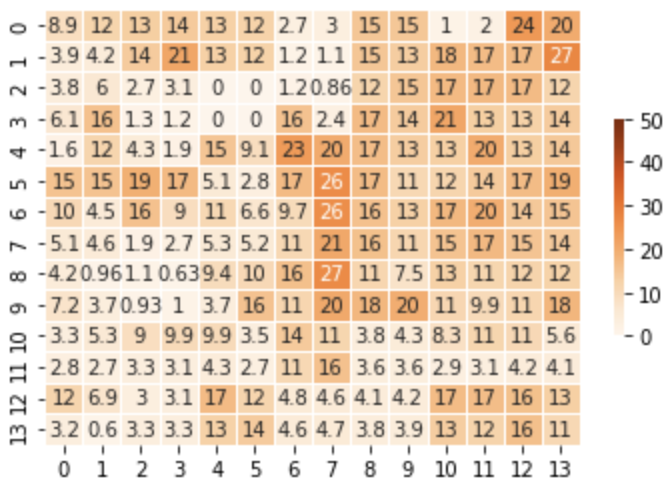 0 8.9 12 13 14 13 12 2.7 3 15 15 1 2 24 20
1 3.9 4.2 14 21 13 12 1.2 1.1 15 13 18 17 17 27
2 3.8 6 2.7 3.1 0 0 1.2 0.86 12 15 17 17 17 12
3 6.1 16 1.3 1.2 0 0 16 2.4 17 14 21 13 13 14
4 1.6 12 4.3 1.9 15 9.1 23 20 17 13 13 20 13 14
5 15 15 19 17 5.1 2.8 17 26 17 11 12 14 17 19
6 10 4.5 16 9 11 6.6 9.7 26 16 13 17 20 14 15
7 5.1 4.6 1.9 2.7 5.3 5.2 11 21 16 11 15 17 15 14
8 4.2 0.96 1.1 0.63 9.4 10 16 27 11 7.5 13 11 12 12
9 7.2 3.7 0.93 1 3.7 16 11 20 18 20 11 9.9 11 18
10 3.3 5.3 9 9.9 9.9 3.5 14 11 3.8 4.3 8.3 11 11 5.6
11 2.8 2.7 3.3 3.1 4.3 2.7 11 16 3.6 3.6 2.9 3.1 4.2 4.1
12 12 6.9 3 3.1 17 12 4.8 4.6 4.1 4.2 17 17 16 13
13 3.2 0.6 3.3 3.3 13 14 4.6 4.7 3.8 3.9 13 12 16 11
0 1 2 3 4 5 6 7 8 9 10 11 12 13
50
40
30
20
10
0